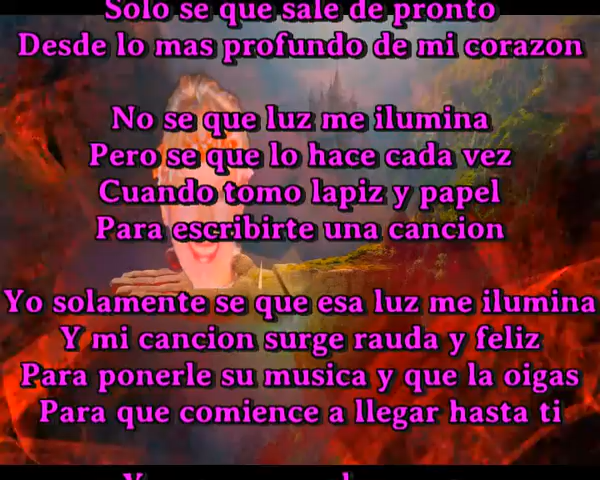 Solo se que sale de pronto
Desde lo mas profundo de mi corazon
No se que luz me ilumina
Pero se que lo hace cada vez
Cuando tomo lapiz y papel
Para escribirte una cancion
Yo solamente se que esa luz me ilumina
Y mi cancion surge rauda y feliz
Para ponerle su musica y que la oigas
Para que comience a llegar hasta ti